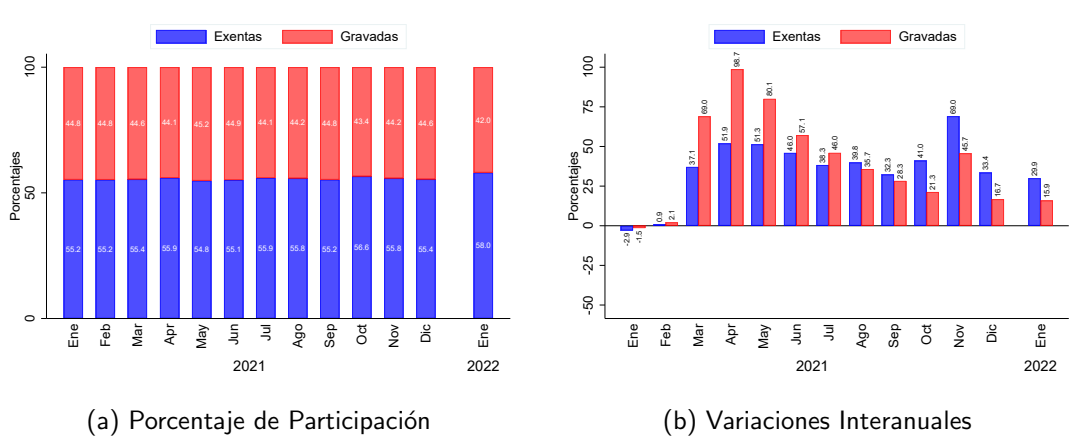 Exentas Gravadas
Porcentajes
100
50
0
44.8 44.8 44.6 44.1 45.2 44.9 44.1 44.2 44.8 43.4 44.2 44.6 42.0
55.2 55.2 55.4 55.9 54.8 55.1 55.9 55.8 55.2 56.6 55.8 55.4 58.0
Ene Feb Mar Apr May Jun Jul Ago Sep Oct Nov Dic Ene
2021 2022
(a) Porcentaje de Participación
Exentas Gravadas
Porcentajes
100
75
50
25
0
-25
-50
-2.9 -1.5 0.9 2.1 37.1 69.0 51.9 98.7 51.3 80.1 46.0 57.1 38.3 46.0 39.8 35.7 32.3 28.3 41.0 21.3 69.0 45.7 33.4 16.7 29.9 15.9
Ene Feb Mar Apr May Jun Jul Ago Sep Oct Nov Dic Ene
2021 2022
(b) Variaciones Interanuales